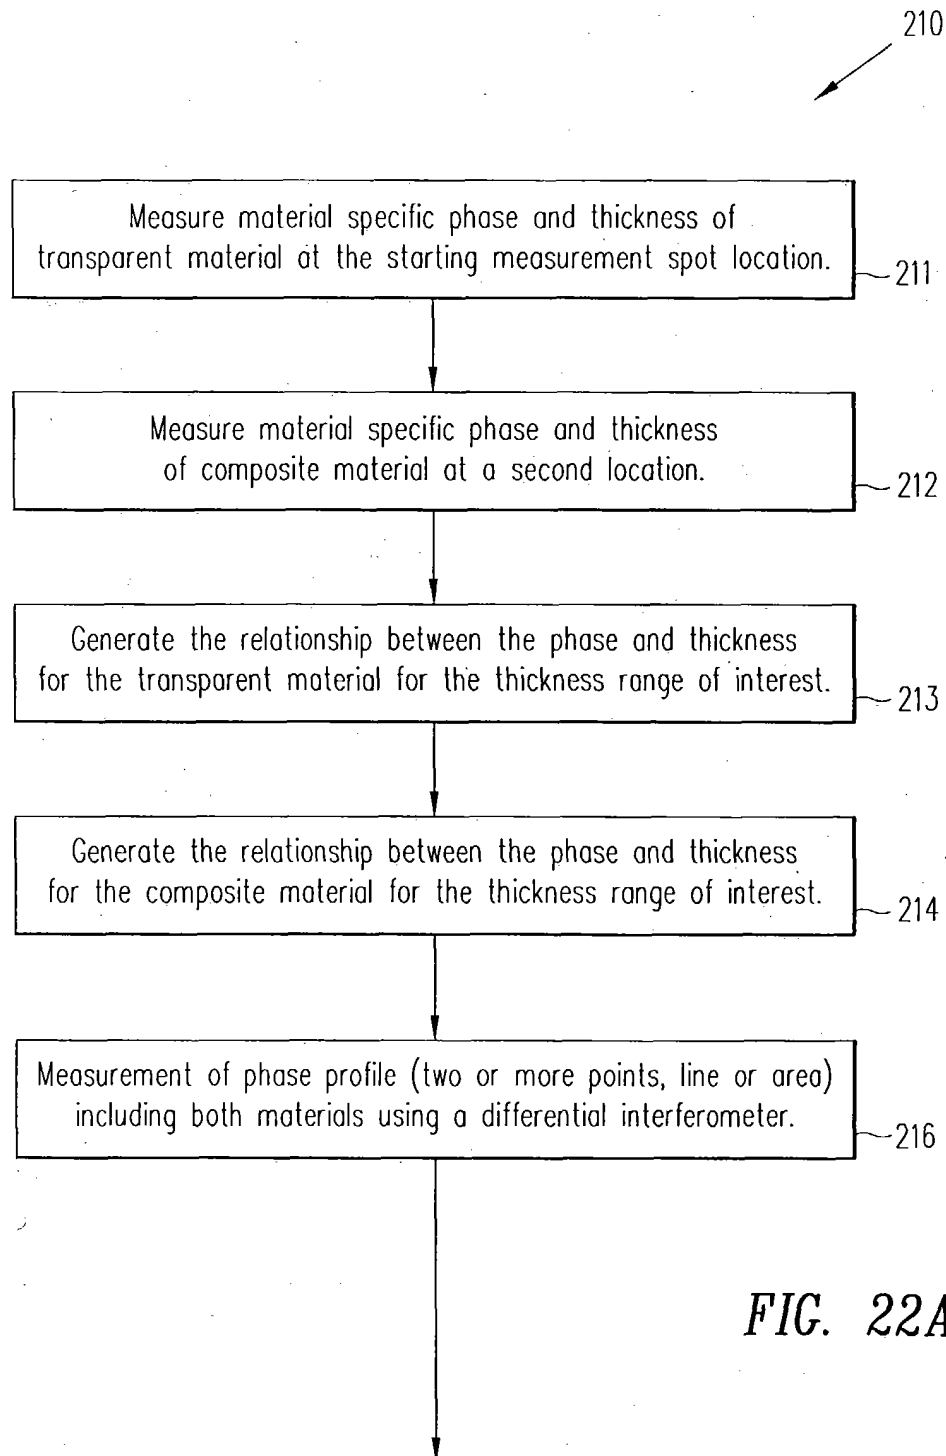 210
Measure material specific phase and thickness of
transparent material at the starting measurement spot location.
211
Measure material specific phase and thickness
of composite material at a second location.
212
Generate the relationship between the phase and thickness
for the transparent material for the thickness range of interest.
213
Generate the relationship between the phase and thickness
for the composite material for the thickness range of interest.
214
Measurement of phase profile (two or more points, line or area)
including both materials using a differential interferometer.
216
FIG. 22A